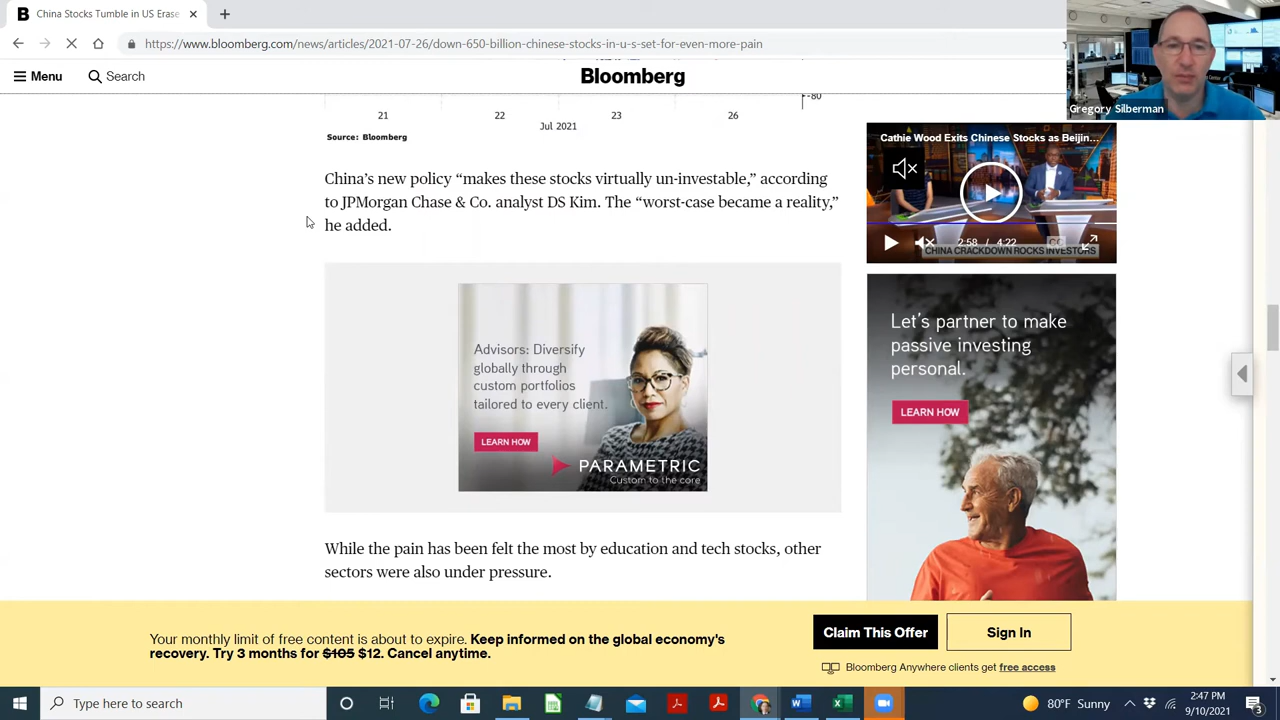 China Stocks Tumble in US Erase
https://www.bloomberg.com/news/articles/202
wn-650-billion-chinese-stocks-in-u-s-set-for-even-more-pain
Menu
Search
Bloomberg
Gregory Silberman
-80
21
22
23
26
Jul 2021
Source: Bloomberg
China's new policy “makes these stocks virtually un-investable,” according
to JPMorgan Chase & Co. analyst DS Kim. The “worst-case became a reality,”
he added.
Cathie Wood Exits Chinese Stocks as Beijin...
2:58 / 4:22
CC
CHINA CRACKDOWN ROCKS INVESTORS
Advisors: Diversify
globally through
custom portfolios
tailored to every client.
LEARN HOW
PARAMETRIC
Custom to the core
Let's partner to make
passive investing
personal.
LEARN HOW
While the pain has been felt the most by education and tech stocks, other
sectors were also under pressure.
Your monthly limit of free content is about to expire. Keep informed on the global economy's
recovery. Try 3 months for $105 $12. Cancel anytime.
Claim This Offer
Sign In
Bloomberg Anywhere clients get free access
Type here to search
80°F Sunny
2:47 PM
9/10/2021
3